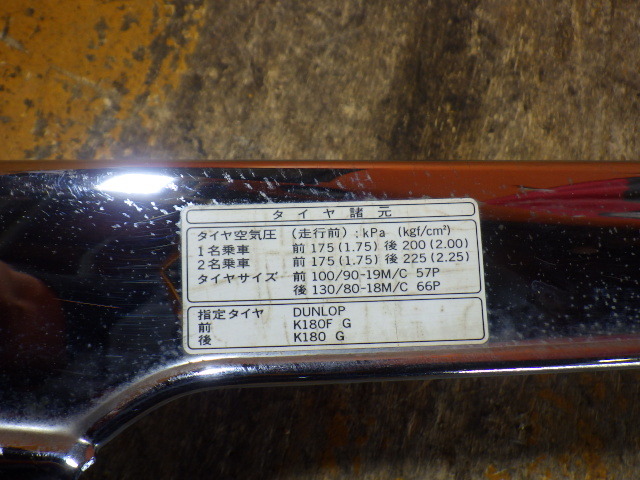 タイヤ諸元
タイヤ空気圧 (走行前):kPa (kgf/cm²)
1名乗車 前 175 (1.75) 後 200 (2.00)
2名乗車 前 175 (1.75) 後 225 (2.25)
タイヤサイズ 前 100/90-19M/C 57P
後 130/80-18M/C 66P
指定タイヤ DUNLOP
前 K180F G
後 K180 G